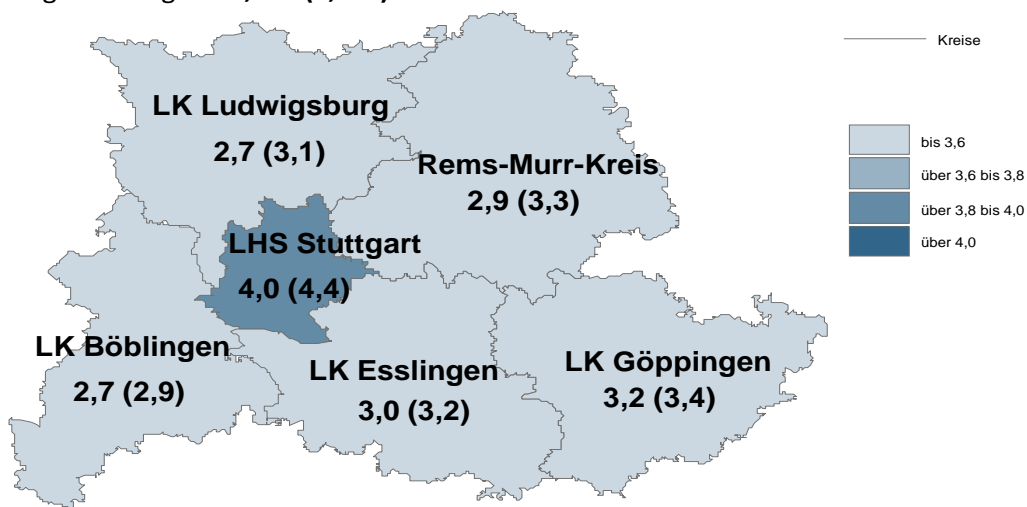 Kreise
LK Ludwigsburg
2,7 (3,1)
Rems-Murr-Kreis
2,9 (3,3)
LHS Stuttgart
4,0 (4,4)
LK Böblingen
2,7 (2,9)
LK Esslingen
3,0 (3,2)
LK Göppingen
3,2 (3,4)
bis 3,6
über 3,6 bis 3,8
über 3,8 bis 4,0
über 4,0